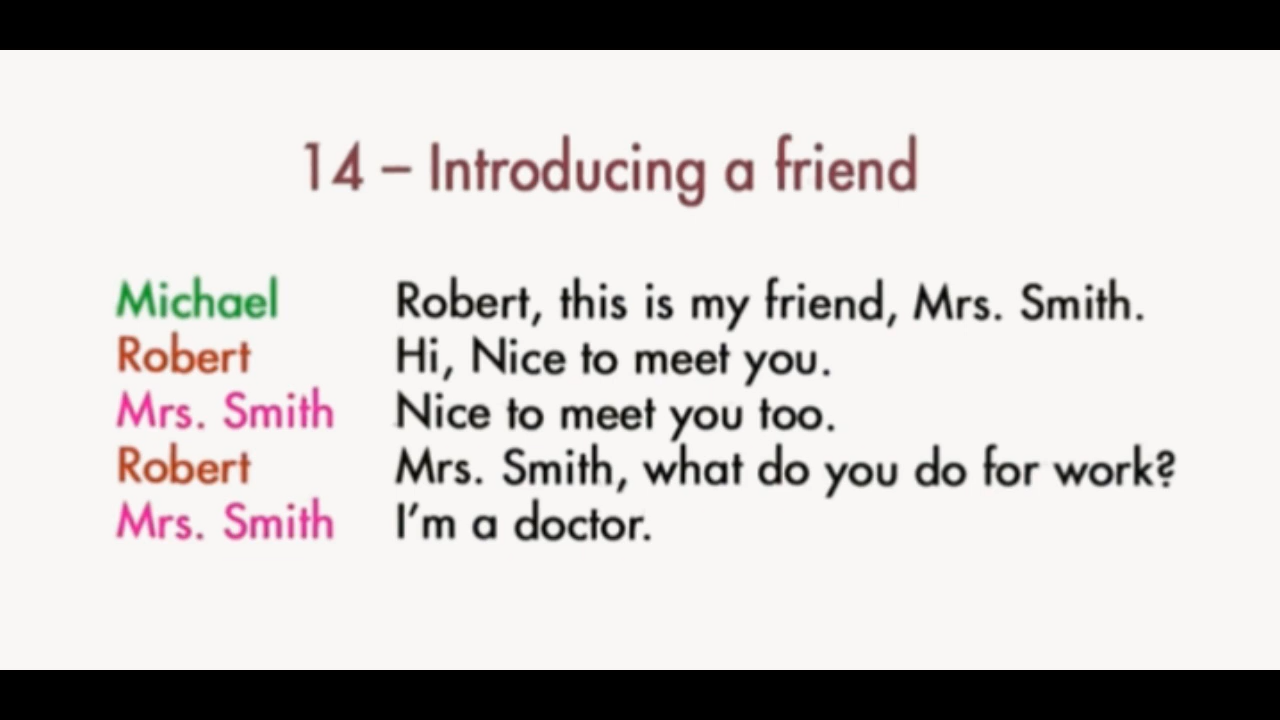 14 – Introducing a friend
Michael Robert, this is my friend, Mrs. Smith.
Robert Hi, Nice to meet you.
Mrs. Smith Nice to meet you too.
Robert Mrs. Smith, what do you do for work?
Mrs. Smith I'm a doctor.